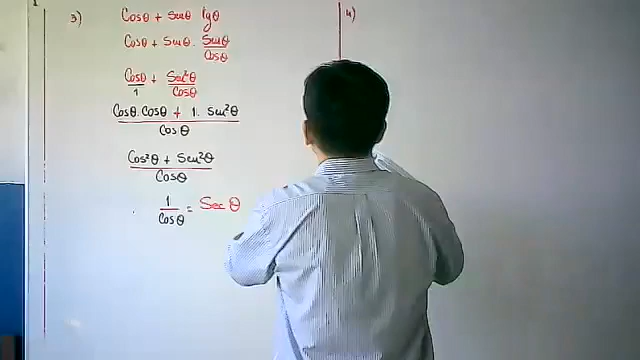 3) Cosθ + Senθ tgθ
Cosθ + Senθ · Senθ/Cosθ
Cosθ/1 + Sen²θ/Cosθ
Cosθ · Cosθ + 1 · Sen²θ / Cosθ
Cos²θ + Sen²θ / Cosθ
1/Cosθ = Sec θ
4)